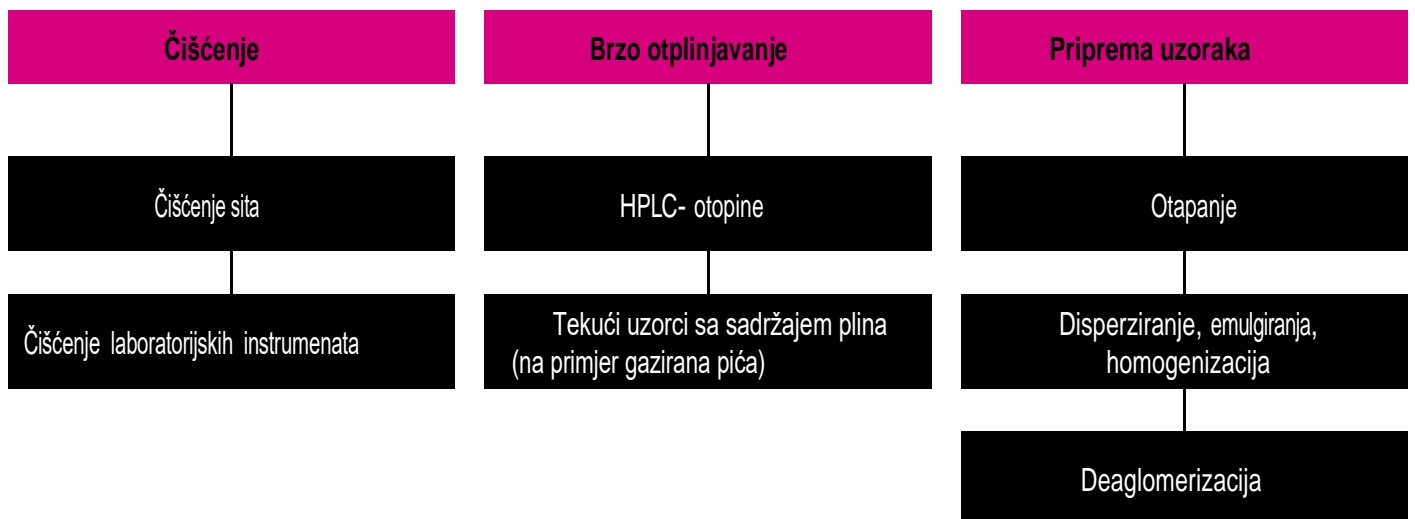 Čišćenje
Čišćenje sita
Čišćenje laboratorijskih instrumenata
Brzo otplinjavanje
HPLC- otopine
Tekući uzorci sa sadržajem plina
(na primjer gazirana pića)
Priprema uzoraka
Otapanje
Disperziranje, emulgiranja,
homogenizacija
Deaglomerizacija